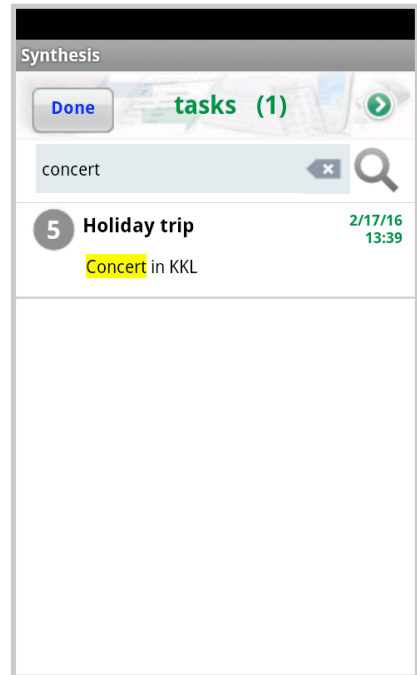 Synthesis
Done
tasks (1)
concert
5
Holiday trip
2/17/16
13:39
Concert in KKL